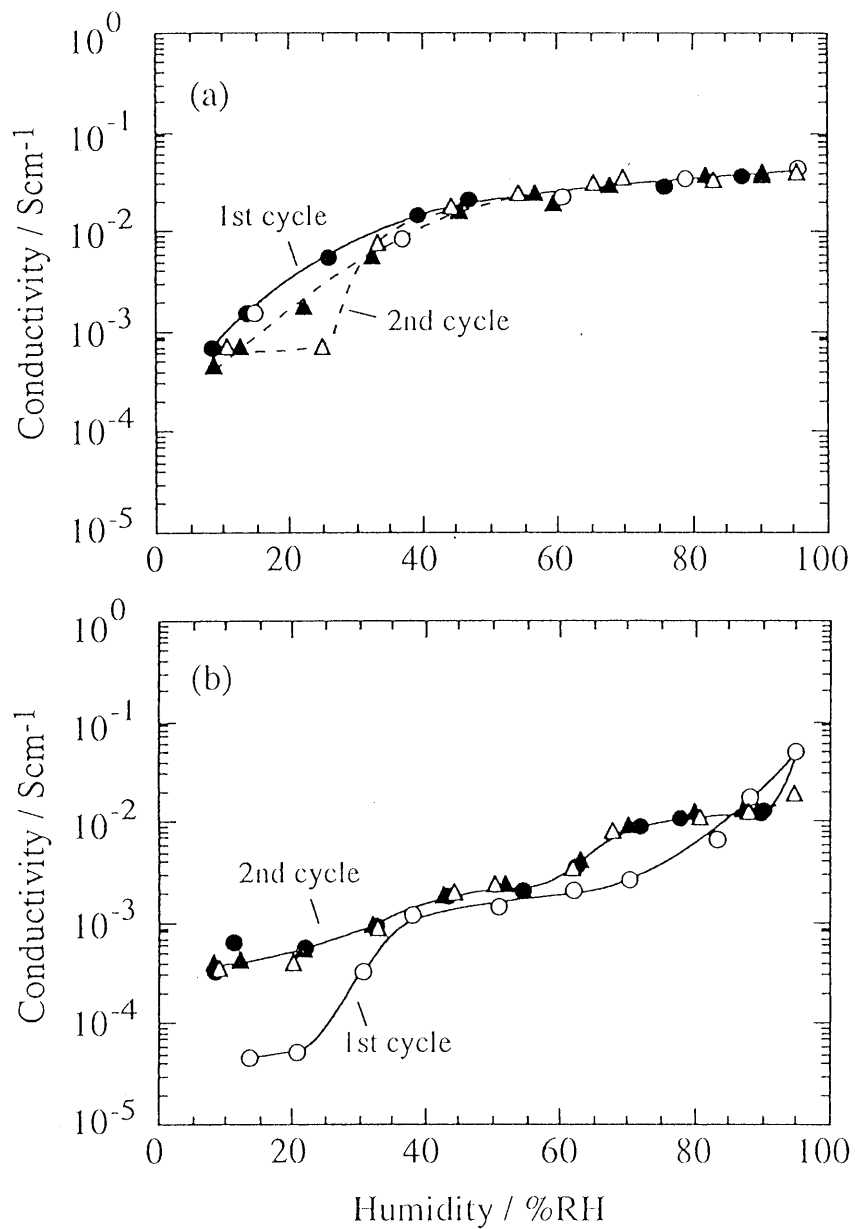 10^0
(a)
10^-1
1st cycle
10^-2
10^-3
2nd cycle
10^-4
10^-5
Conductivity / Scm^-1
0 20 40 60 80 100
10^0
(b)
10^-1
10^-2
2nd cycle
10^-3
10^-4
1st cycle
10^-5
Conductivity / Scm^-1
0 20 40 60 80 100
Humidity / %RH